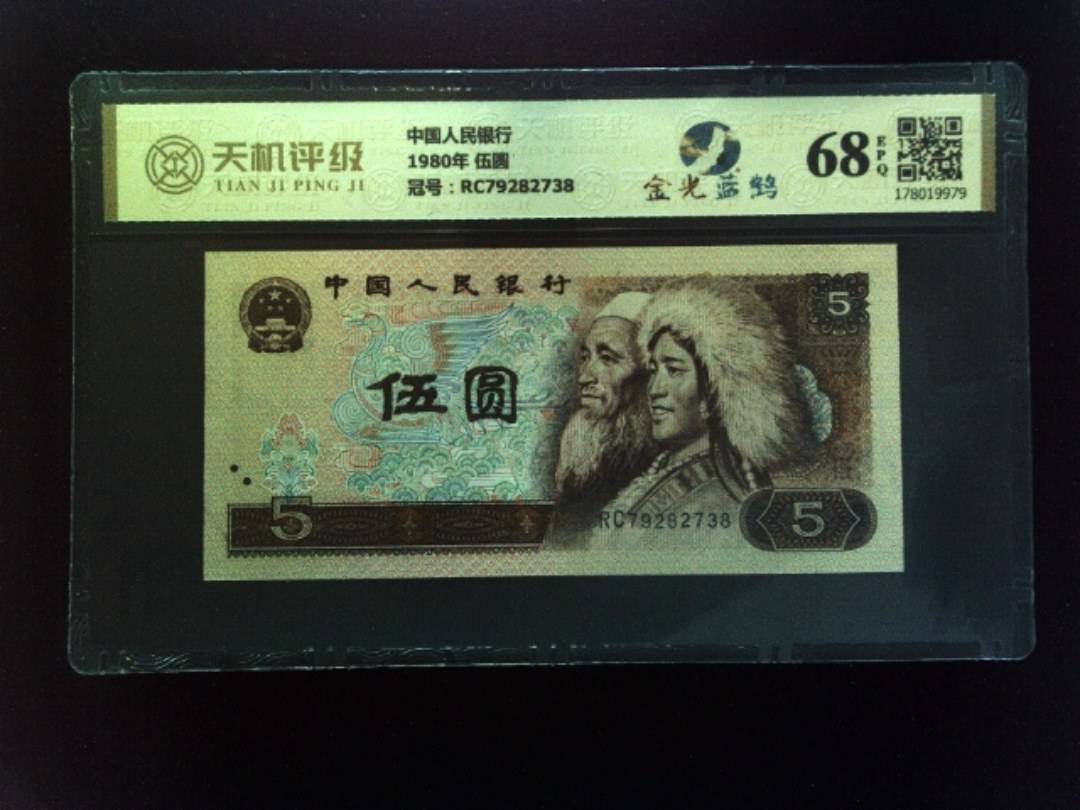 天机评级
TIAN JI PING JI
中国人民银行
1980年 伍圆
冠号：RC79282738
金光蓝鹤
68
EPQ
178019979
中国人民银行
5
伍圆
5
RC79282738
5